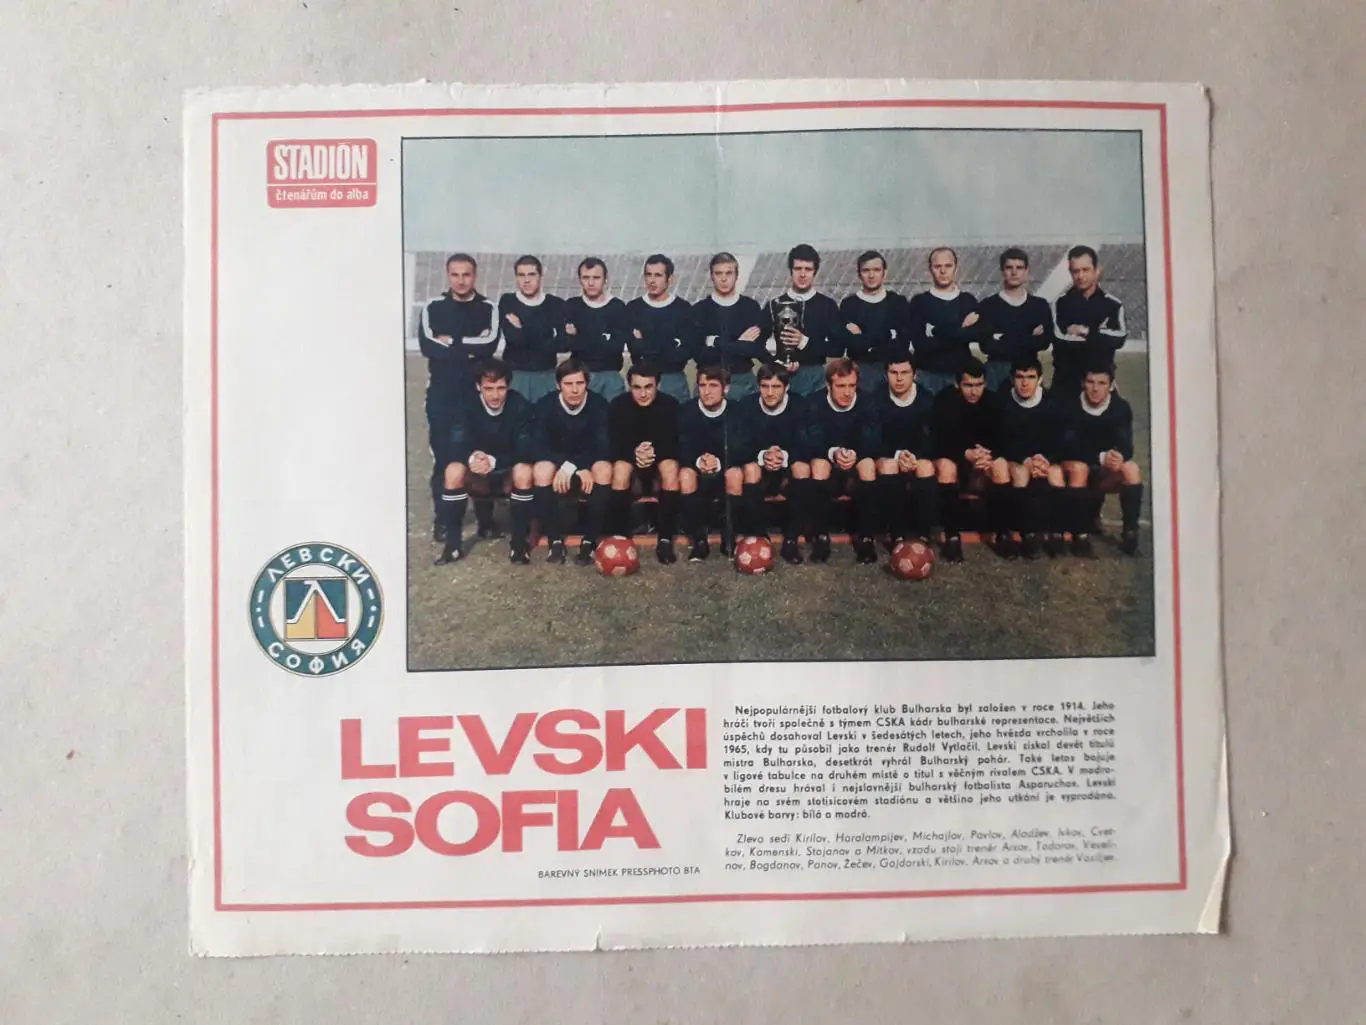 STADIÓN
čtenářům do alba
ЛЕВСКИ
СОФИЯ
LEVSKI
SOFIA
BAREVNÝ SNÍMEK PRESSPHOTO BTA
Nejpopulárnější fotbalový klub Bulharska byl založen v roce 1914. Jeho
hráči tvoří společně s týmem CSKA kádr bulharské reprezentace. Největších
úspěchů dosahoval Levski v šedesátých letech, jeho hvězda vrcholila v roce
1965, kdy tu působil jako trenér Rudolf Vytlačil. Levski získal devět titulů
mistra Bulharska, desetkrát vyhrál Bulharský pohár. Také letos bojuje
v ligové tabulce na druhém místě o titul s věčným rivalem CSKA. V modro-
bílém dresu hrával i nejslavnější bulharský fotbalista Asparuchov. Levski
hraje na svém stotisícovém stadiónu a většina jeho utkání je vyprodána.
Klubové barvy: bílá a modrá.
Zleva sedí Kirilov, Haralampijev, Michajlov, Pavlov, Aladžev, Ivkov, Cvet-
kov, Kamenski, Stojanov a Mitkov, vzadu stojí trenér Arsov, Todorov, Veveli-
nov, Bogdanov, Panov, Žečev, Gajdarski, Kirilov, Arsov a druhý trenér Vasiljev.